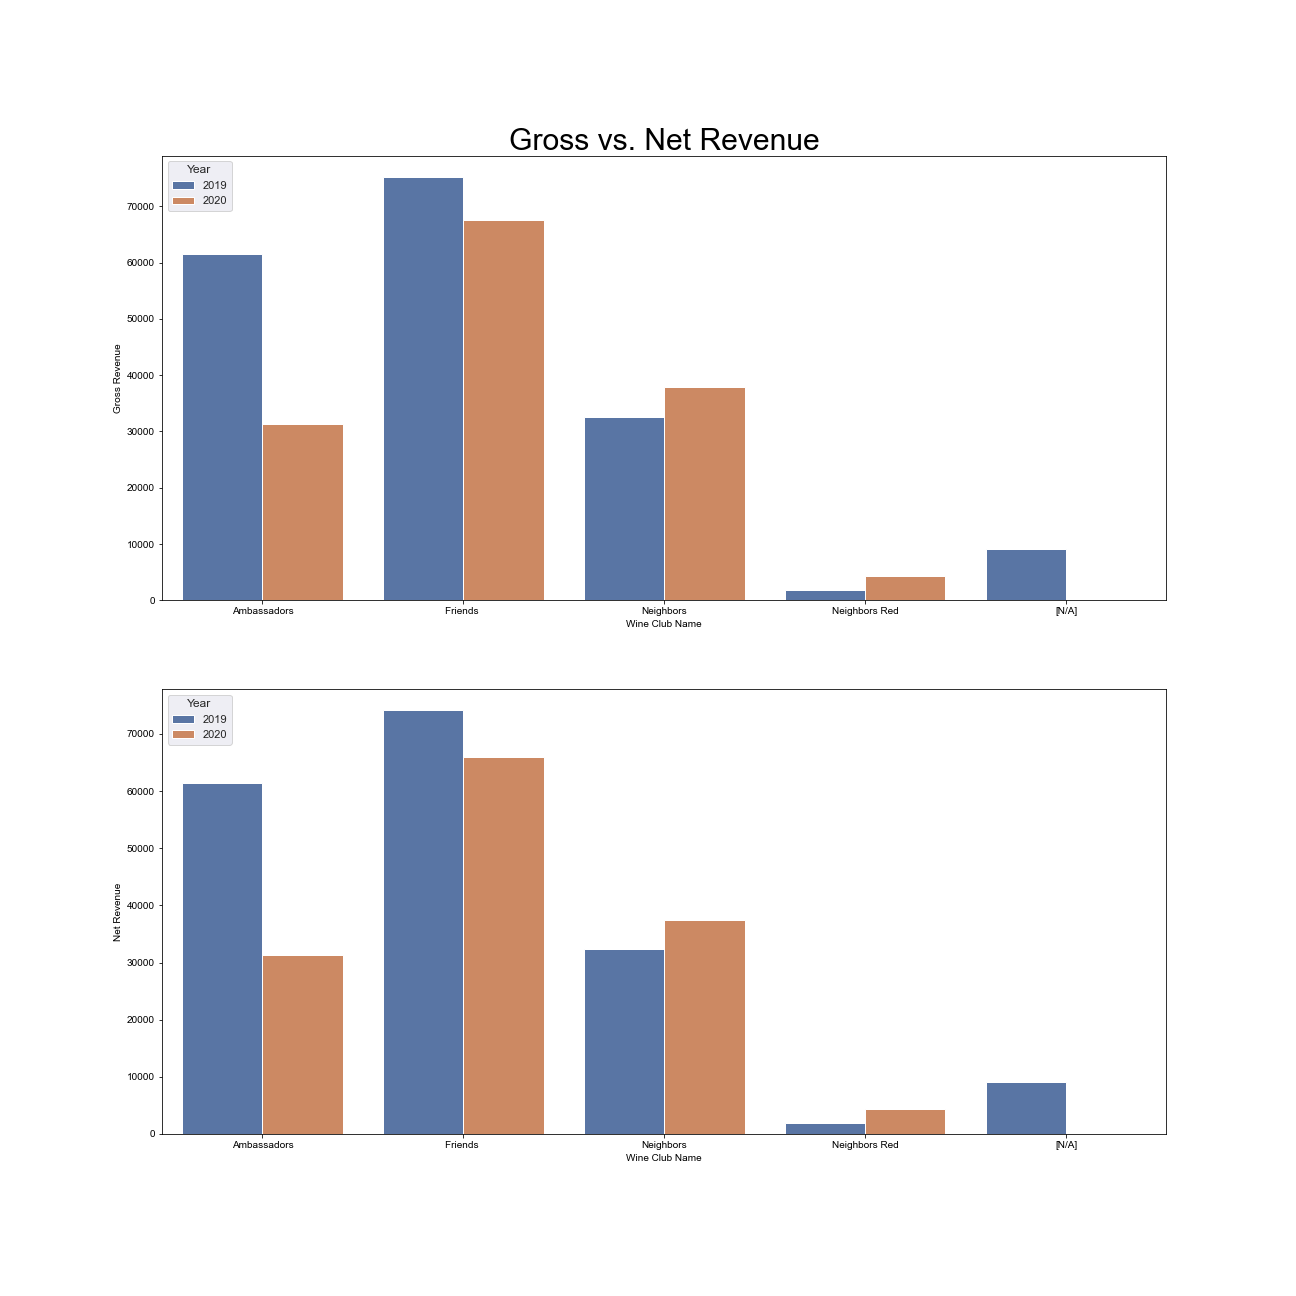 Gross vs. Net Revenue
Year
2019
2020
70000
60000
50000
40000
30000
20000
10000
0
Gross Revenue
Ambassadors Friends Neighbors Neighbors Red [N/A]
Wine Club Name
Year
2019
2020
70000
60000
50000
40000
30000
20000
10000
0
Net Revenue
Ambassadors Friends Neighbors Neighbors Red [N/A]
Wine Club Name